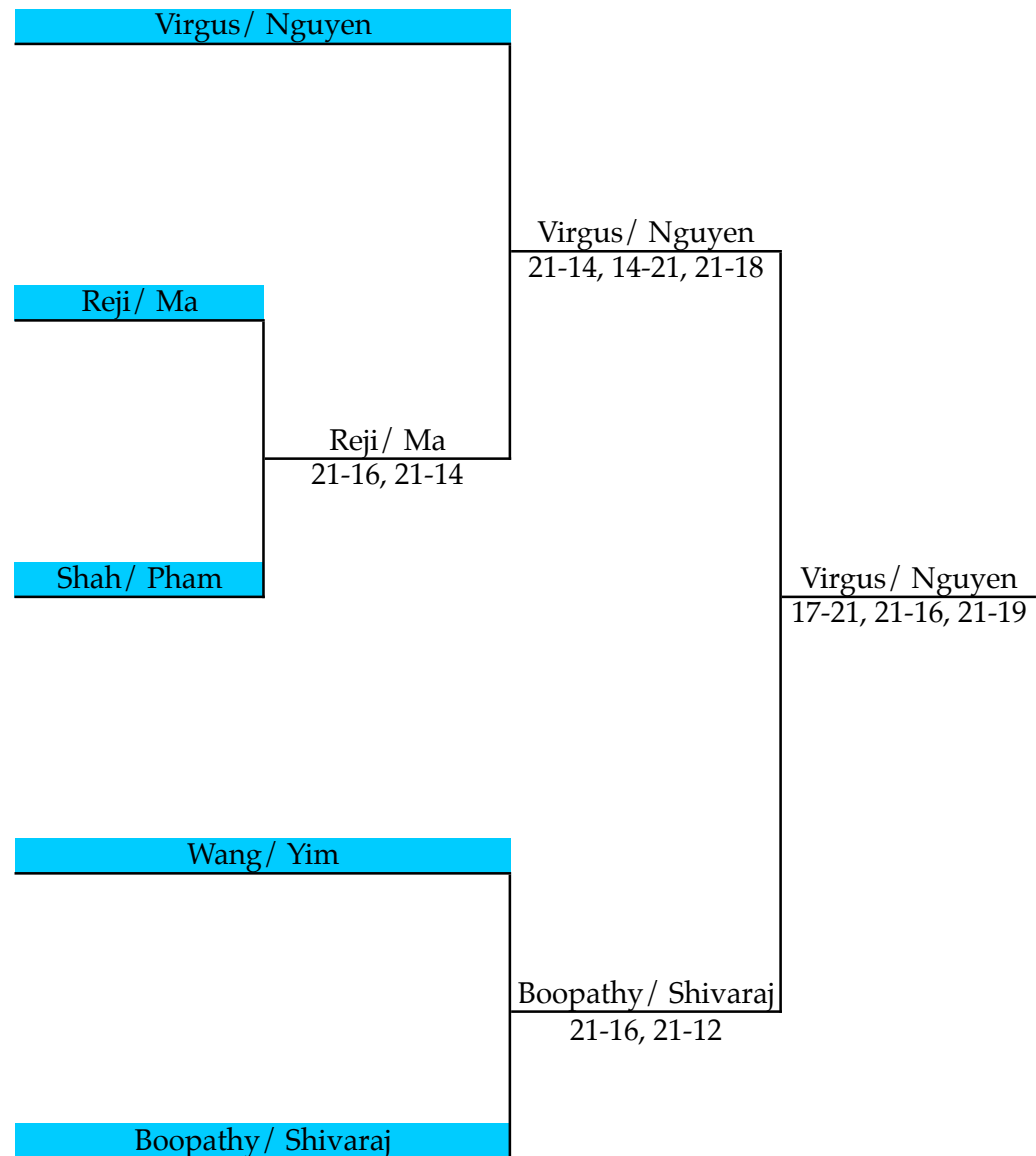 Virgus/ Nguyen
Virgus/ Nguyen
21-14, 14-21, 21-18
Reji/ Ma
Reji/ Ma
21-16, 21-14
Shah/ Pham
Virgus/ Nguyen
17-21, 21-16, 21-19
Wang/ Yim
Boopathy/ Shivaraj
21-16, 21-12
Boopathy/ Shivaraj